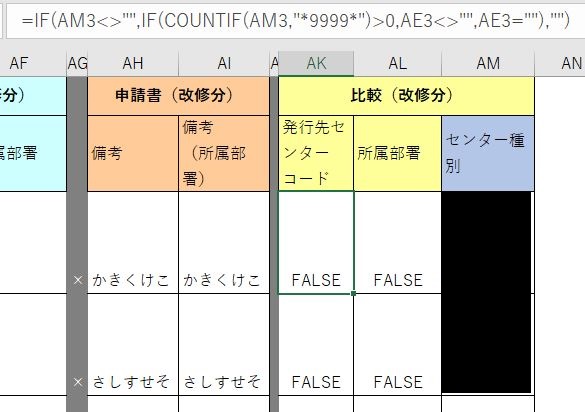 =IF(AM3<>"",IF(COUNTIF(AM3,"*9999*")>0,AE3<>"",AE3=""),"")
AF AG AH AI A AK AL AM AN
分） 申請書（改修分） 比較（改修分）
属部署 備考 備考（所属部署） 発行先センターコード 所属部署 センター種別
× かきくけこ かきくけこ FALSE FALSE
× さしすせそ さしすせそ FALSE FALSE